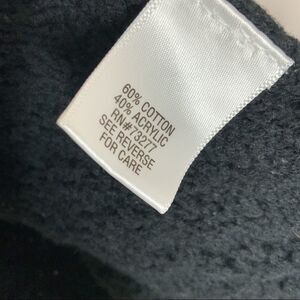 60% COTTON
40% ACRYLIC
RN#73277
SEE REVERSE
FOR CARE